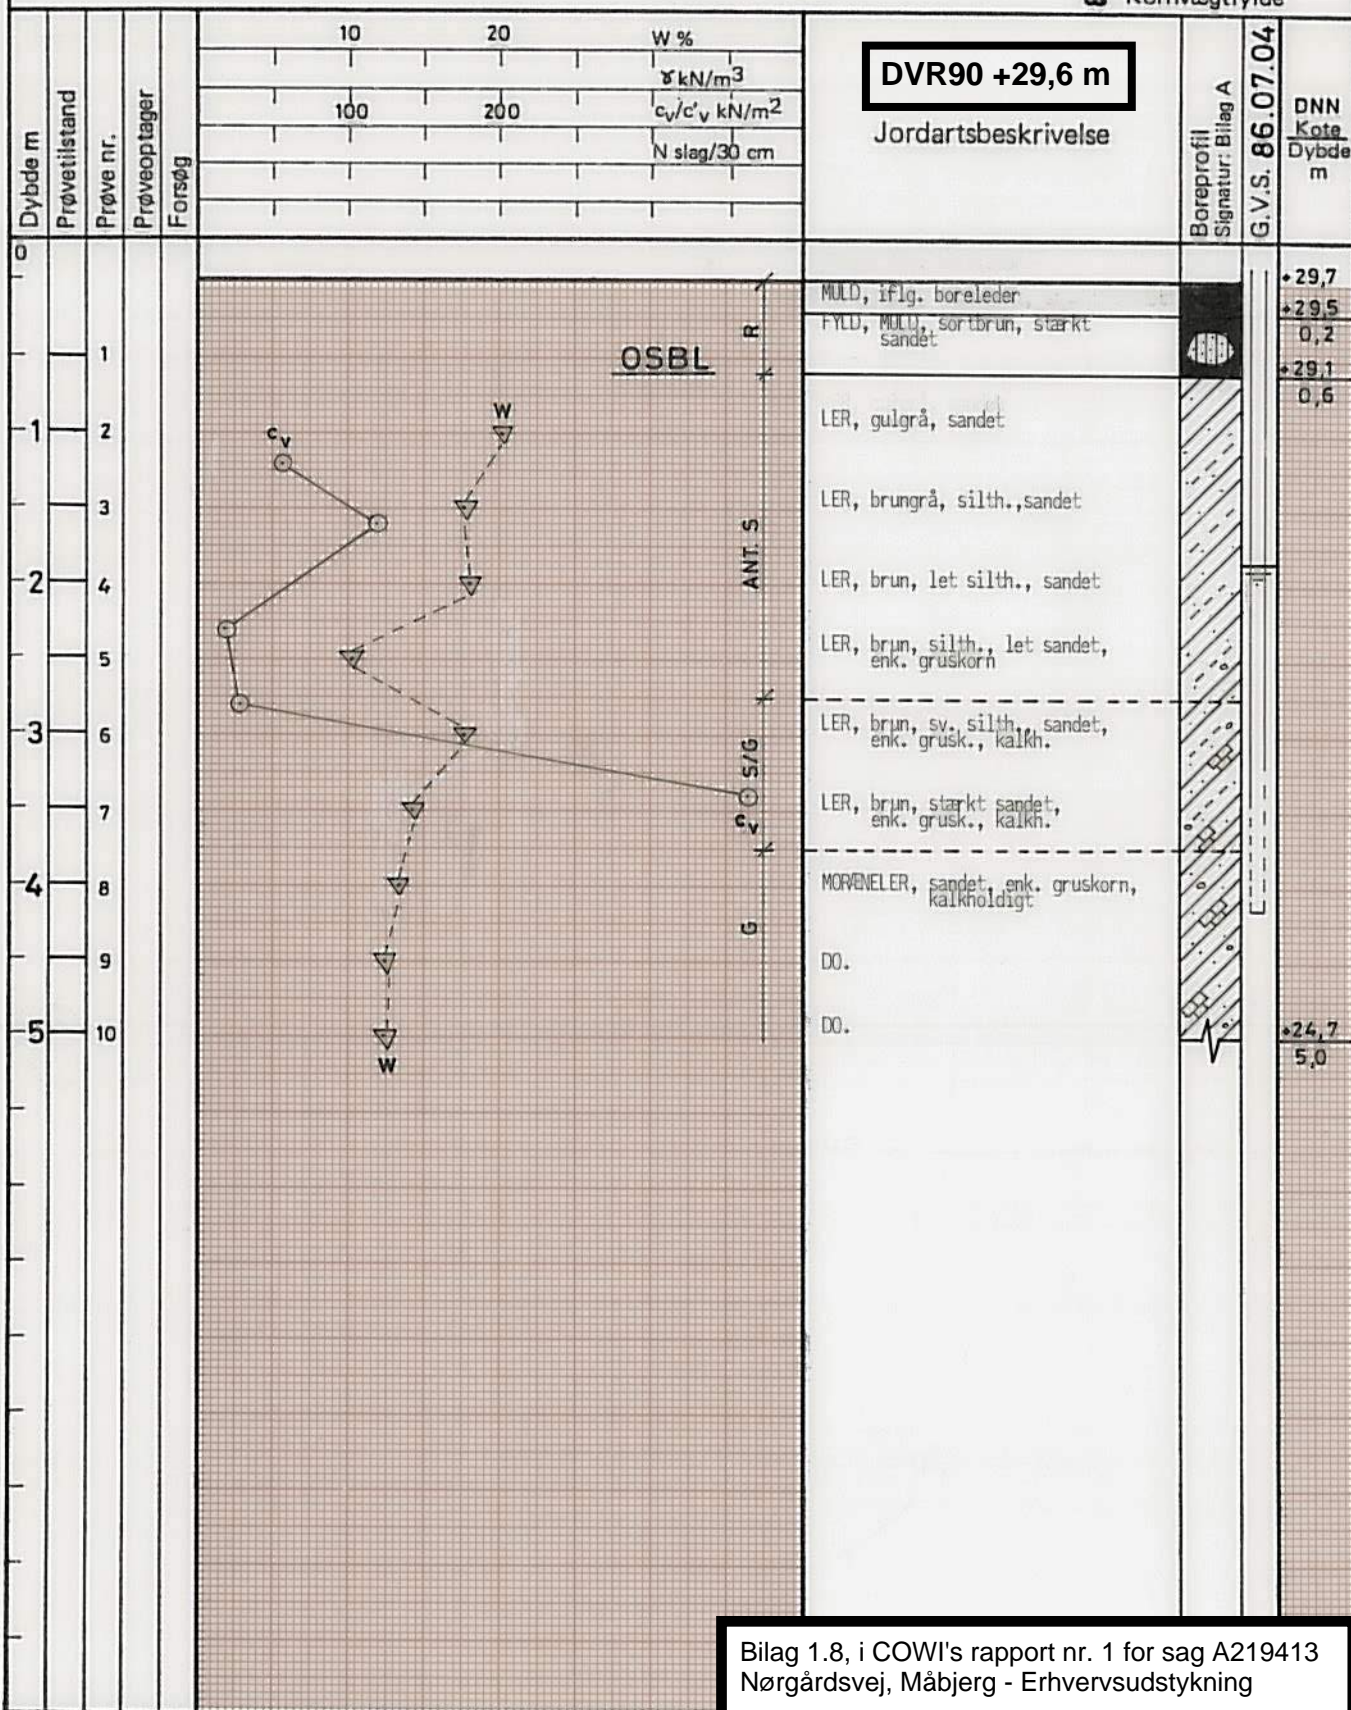 Kornvægtfylde
10 20 W %
γ kN/m3
100 200 cv/c'v kN/m2
N slag/30 cm
Dybde m
Prøvetilstand
Prøve nr.
Prøveoptager
Forsøg
DVR90 +29,6 m
Jordartsbeskrivelse
Boreprofil
Signatur: Bilag A
G.V.S. 86.07.04
DNN
Kote
Dybde
m
0
+29,7
MULD, iflg. boreleder
+29,5
0,2
FYLD, MULD, sortbrun, stærkt
sandet
R
1
OSBL
+29,1
0,6
1 2
W
cv
LER, gulgrå, sandet
3
LER, brungrå, silth.,sandet
ANT. S
2 4
LER, brun, let silth., sandet
5
LER, brun, silth., let sandet,
enk. gruskorn
3 6
LER, brun, sv. silth., sandet,
enk. grusk., kalkh.
S/G
7
cv
LER, brun, stærkt sandet,
enk. grusk., kalkh.
4 8
MORÆNELER, sandet, enk. gruskorn,
kalkholdigt
G
9
DO.
5 10
DO.
W
+24,7
5,0
Bilag 1.8, i COWI's rapport nr. 1 for sag A219413
Nørgårdsvej, Måbjerg - Erhvervsudstykning